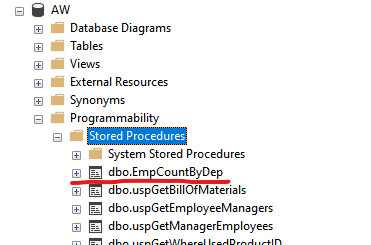 AW
Database Diagrams
Tables
Views
External Resources
Synonyms
Programmability
Stored Procedures
System Stored Procedures
dbo.EmpCountByDep
dbo.uspGetBillOfMaterials
dbo.uspGetEmployeeManagers
dbo.uspGetManagerEmployees
dbo.uspGetWhereUsedProductID